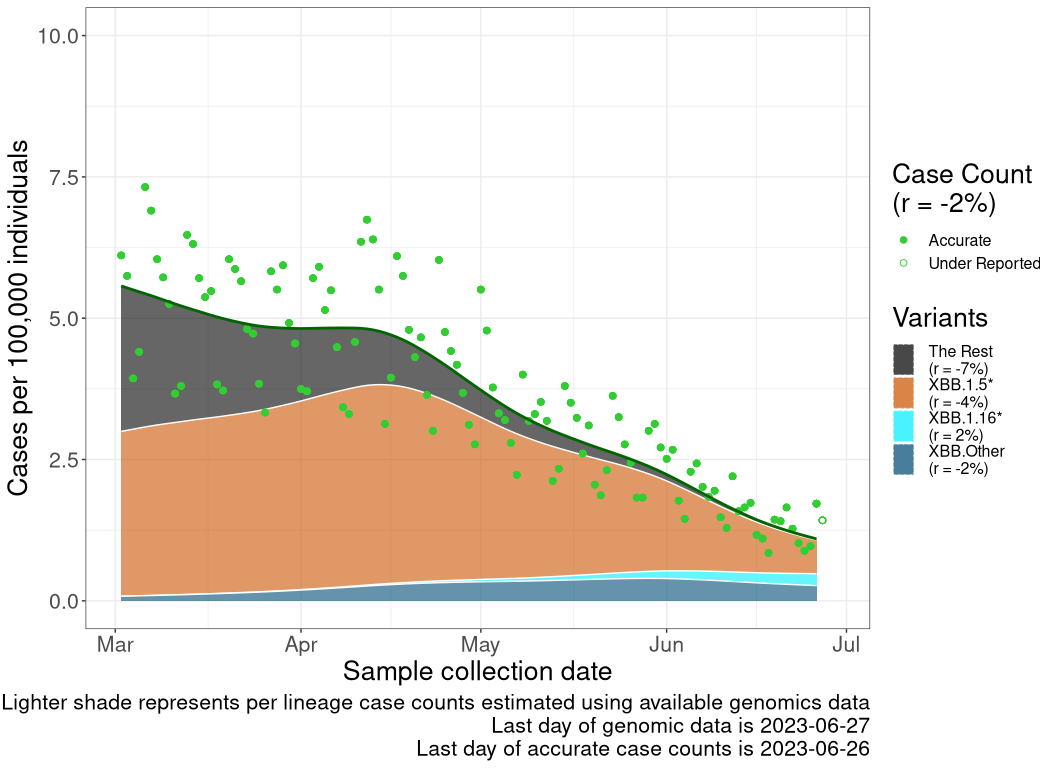 10.0
7.5
5.0
2.5
0.0
Cases per 100,000 individuals
Mar Apr May Jun Jul
Sample collection date
Case Count
(r = -2%)
Accurate
Under Reported
Variants
The Rest
(r = -7%)
XBB.1.5*
(r = -4%)
XBB.1.16*
(r = 2%)
XBB.Other
(r = -2%)
Lighter shade represents per lineage case counts estimated using available genomics data
Last day of genomic data is 2023-06-27
Last day of accurate case counts is 2023-06-26